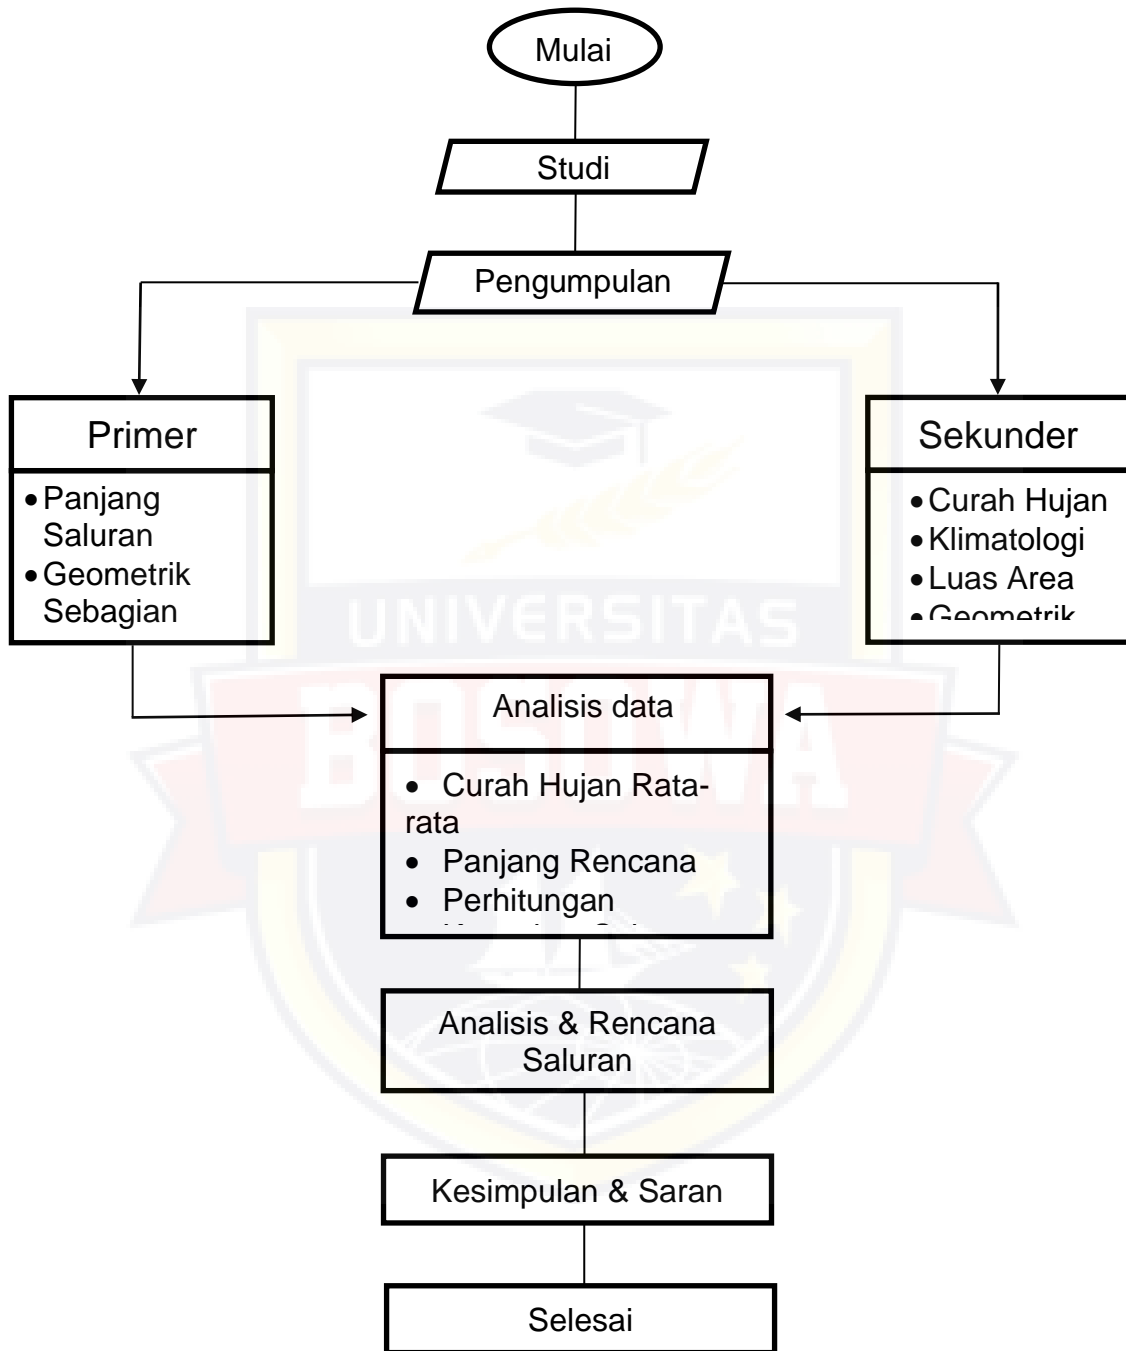 Mulai
Studi
Pengumpulan
Primer
• Panjang
Saluran
• Geometrik
Sebagian
Sekunder
• Curah Hujan
• Klimatologi
• Luas Area
• Geometrik
Analisis data
• Curah Hujan Rata-
rata
• Panjang Rencana
• Perhitungan
Analisis & Rencana
Saluran
Kesimpulan & Saran
Selesai
UNIVERSITAS
BOSOWA